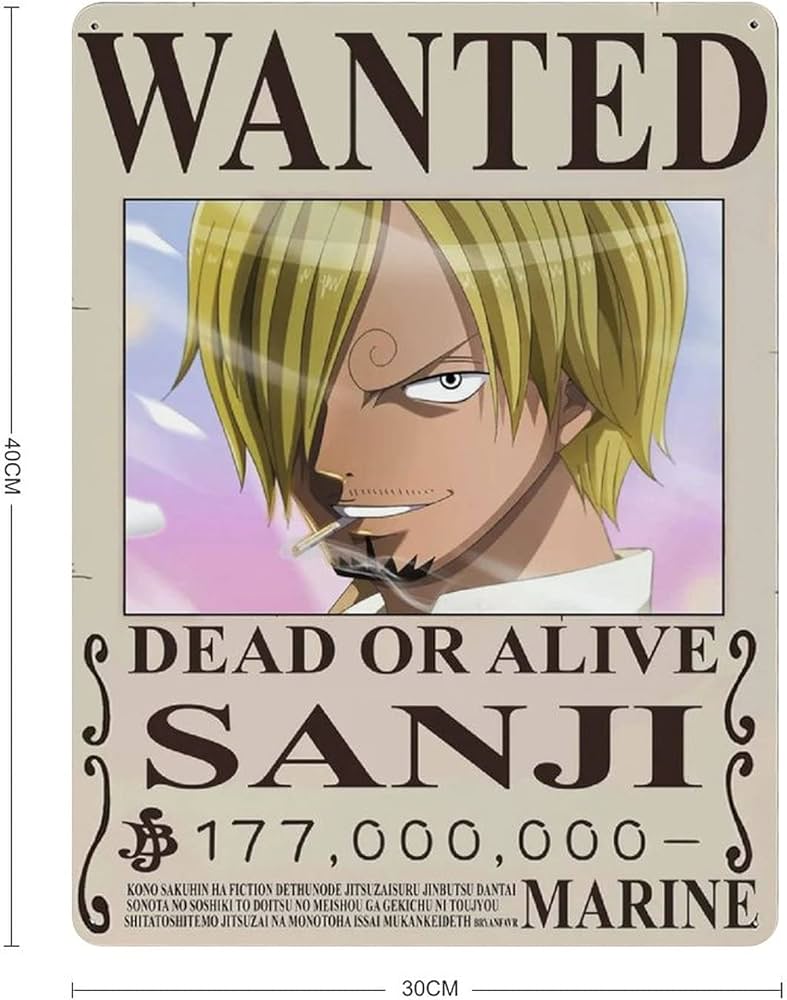 WANTED
DEAD OR ALIVE
SANJI
177,000,000-
KONO SAKUHIN HA FICTION DETHUNODE JITSUZAISURU JINBUTSU DANTAI
SONOTA NO SOSHIKI TO DOITSU NO MEISHOU GA GEKICHU NI TOUJYOU
SHITATOSHITEMO JITSUZAI NA MONOTOHA ISSAI MUKANKEIDETH
MARINE
40CM
30CM